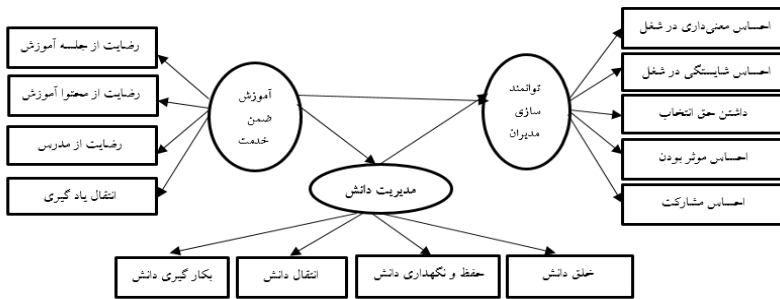 احساس معنی‌داری در شغل
احساس شایستگی در شغل
داشتن حق انتخاب
احساس موثر بودن
احساس مشارکت
توانمند
سازی
مدیران
آموزش
ضمن
خدمت
رضایت از جلسه آموزش
رضایت از محتوا آموزش
رضایت از مدرس
انتقال یاد گیری
مدیریت دانش
خلق دانش
حفظ و نگهداری دانش
انتقال دانش
بکار گیری دانش